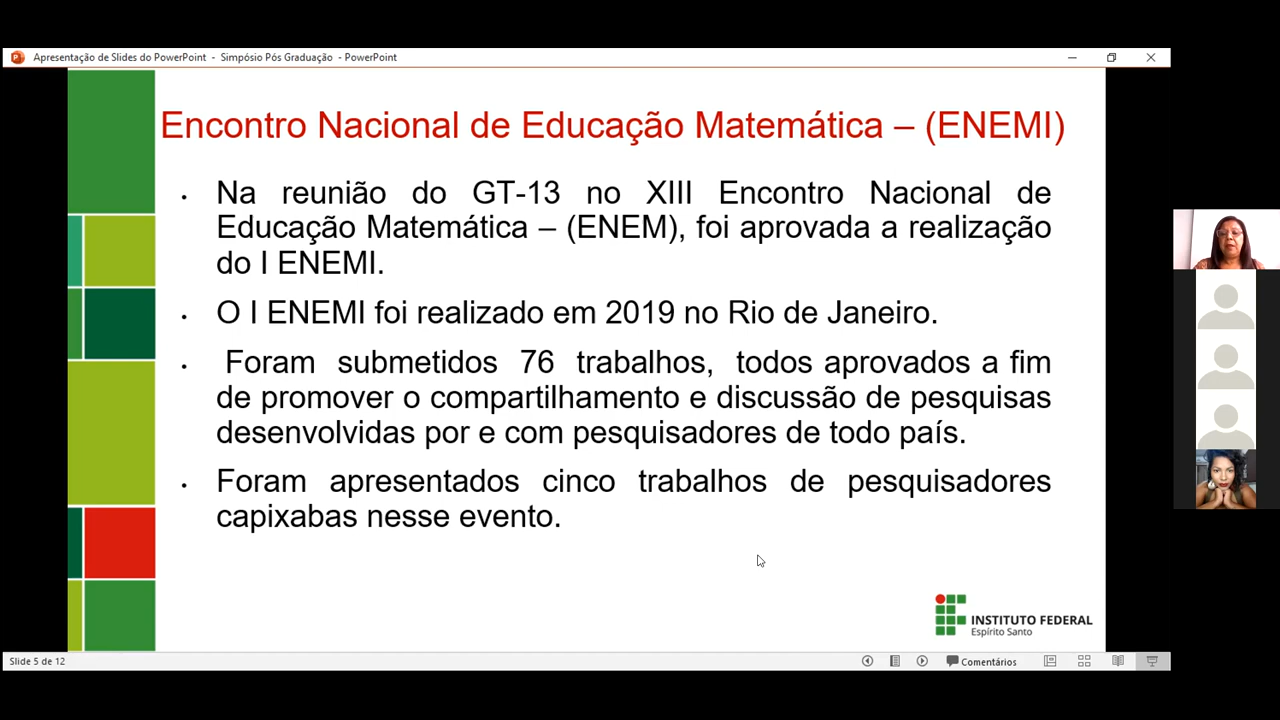 Apresentação de Slides do PowerPoint - Simpósio Pós Graduação - PowerPoint
Encontro Nacional de Educação Matemática – (ENEMI)
• Na reunião do GT-13 no XIII Encontro Nacional de
Educação Matemática – (ENEM), foi aprovada a realização
do I ENEMI.
• O I ENEMI foi realizado em 2019 no Rio de Janeiro.
• Foram submetidos 76 trabalhos, todos aprovados a fim
de promover o compartilhamento e discussão de pesquisas
desenvolvidas por e com pesquisadores de todo país.
• Foram apresentados cinco trabalhos de pesquisadores
capixabas nesse evento.
INSTITUTO FEDERAL
Espírito Santo
Slide 5 de 12
Comentários